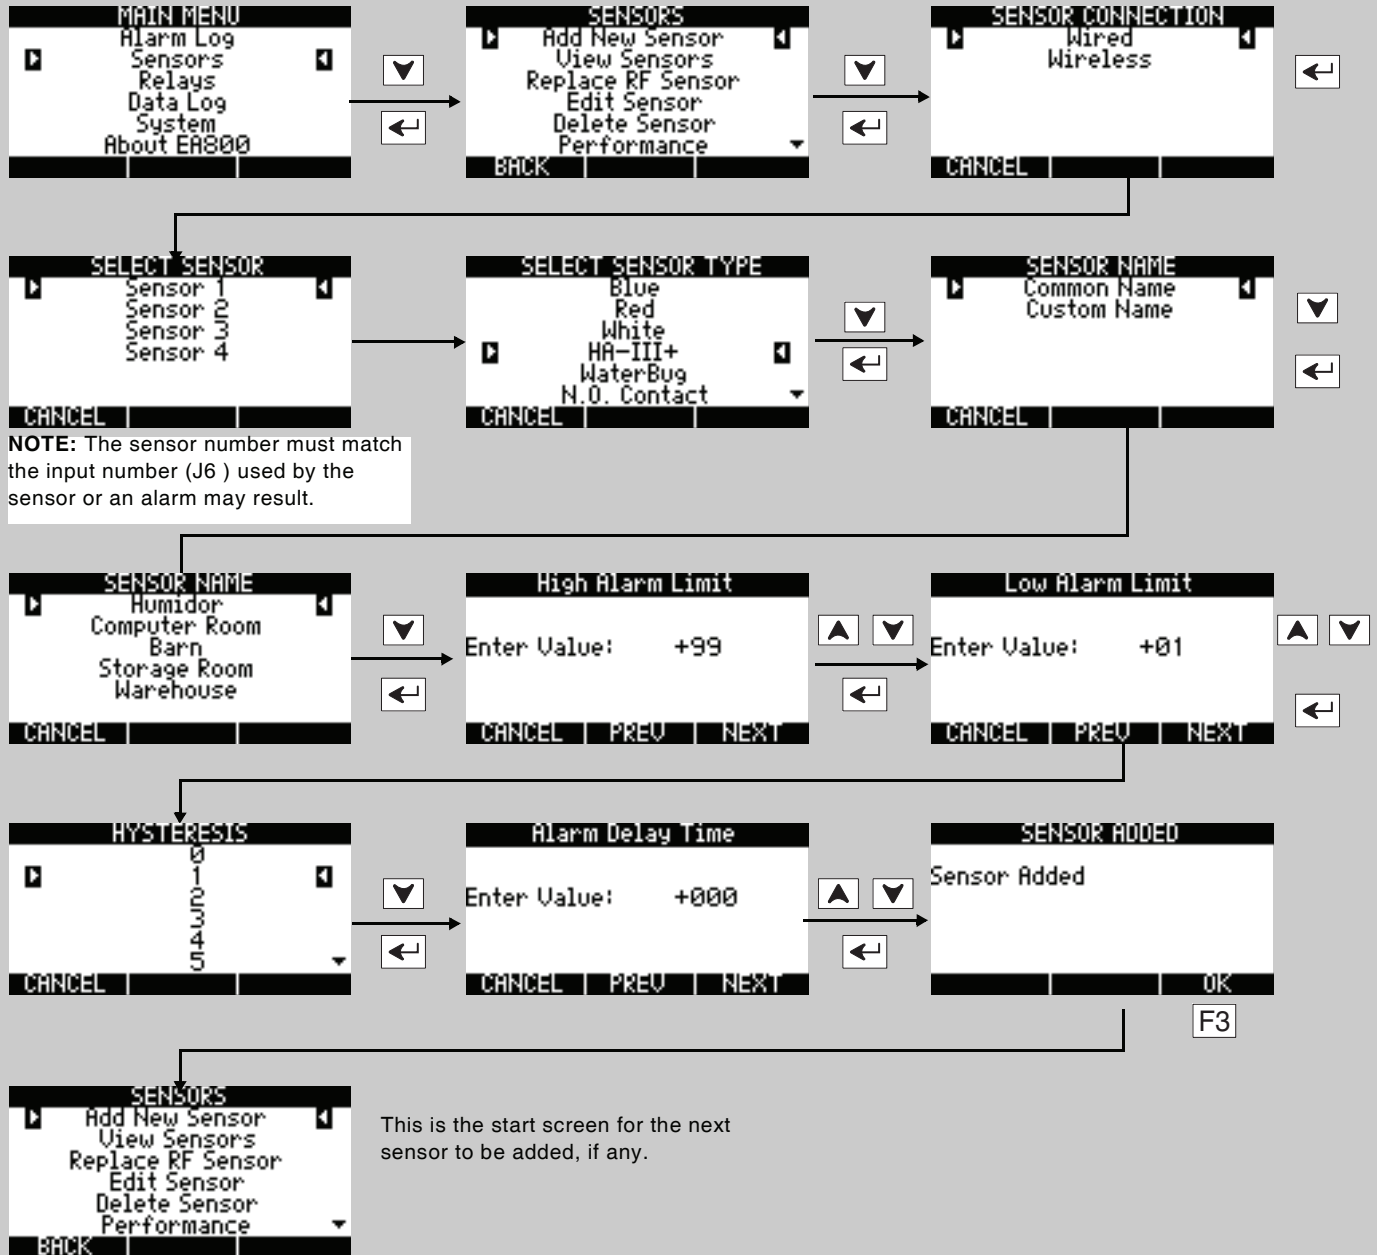 MAIN MENU
Alarm Log
Sensors
Relays
Data Log
System
About EA800
SENSORS
Add New Sensor
View Sensors
Replace RF Sensor
Edit Sensor
Delete Sensor
Performance
BACK
SENSOR CONNECTION
Wired
Wireless
CANCEL
SELECT SENSOR
Sensor 1
Sensor 2
Sensor 3
Sensor 4
CANCEL
NOTE: The sensor number must match
the input number (J6 ) used by the
sensor or an alarm may result.
SELECT SENSOR TYPE
Blue
Red
White
HA-III+
WaterBug
N.O. Contact
CANCEL
SENSOR NAME
Common Name
Custom Name
CANCEL
SENSOR NAME
Humidor
Computer Room
Barn
Storage Room
Warehouse
CANCEL
High Alarm Limit
Enter Value: +99
CANCEL PREV NEXT
Low Alarm Limit
Enter Value: +01
CANCEL PREV NEXT
HYSTERESIS
0
1
2
3
4
5
CANCEL
Alarm Delay Time
Enter Value: +000
CANCEL PREV NEXT
SENSOR ADDED
Sensor Added
OK
F3
SENSORS
Add New Sensor
View Sensors
Replace RF Sensor
Edit Sensor
Delete Sensor
Performance
BACK
This is the start screen for the next
sensor to be added, if any.